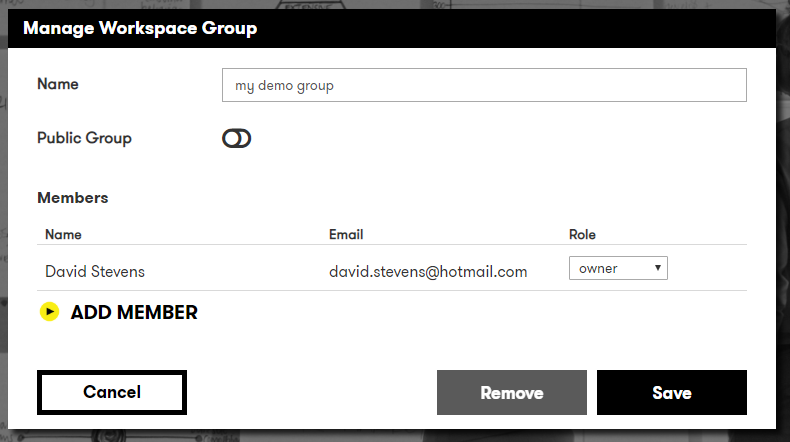 Manage Workspace Group
Name
my demo group
Public Group
Members
Name Email Role
David Stevens david.stevens@hotmail.com owner
ADD MEMBER
Cancel Remove Save